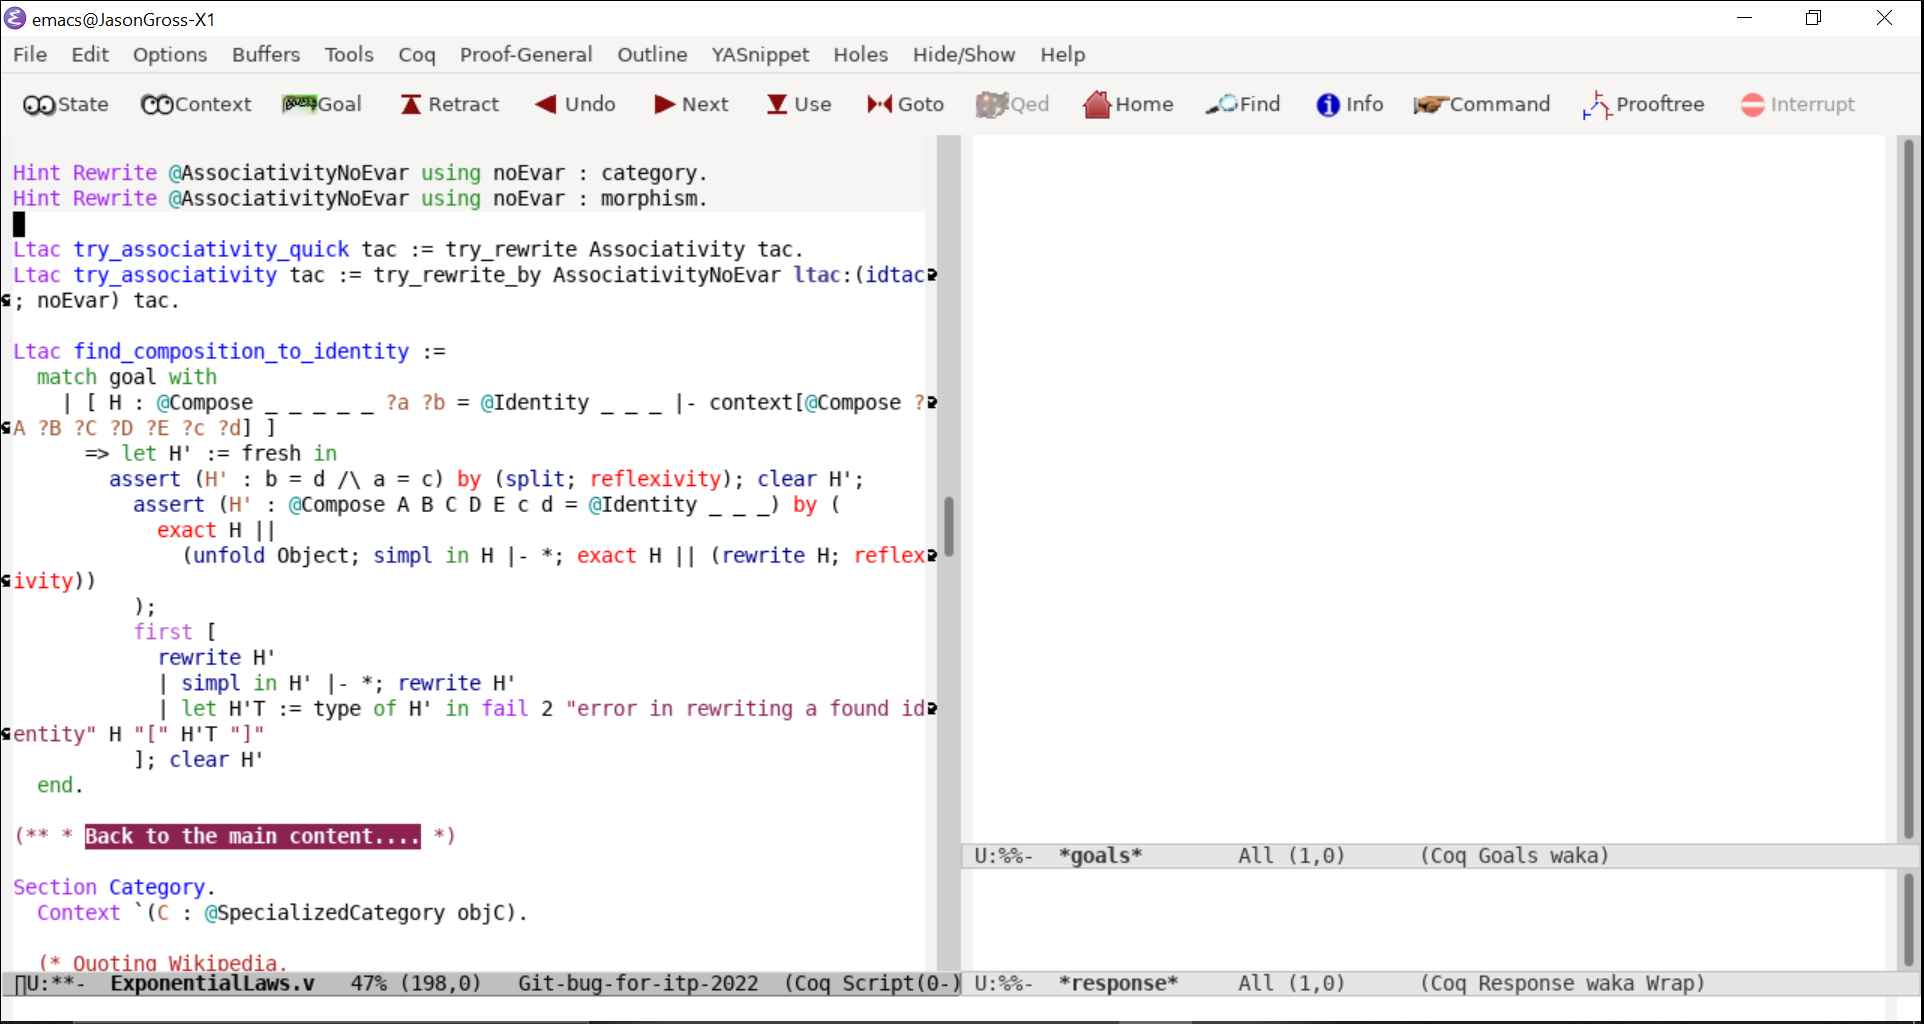 emacs@JasonGross-X1
File Edit Options Buffers Tools Coq Proof-General Outline YASnippet Holes Hide/Show Help
State Context Goal Retract Undo Next Use Goto Qed Home Find Info Command Prooftree Interrupt
Hint Rewrite @AssociativityNoEvar using noEvar : category.
Hint Rewrite @AssociativityNoEvar using noEvar : morphism.
Ltac try_associativity_quick tac := try_rewrite Associativity tac.
Ltac try_associativity tac := try_rewrite_by AssociativityNoEvar ltac:(idtac
; noEvar) tac.
Ltac find_composition_to_identity :=
  match goal with
    | [ H : @Compose _ _ _ _ _ ?a ?b = @Identity _ _ _ |- context[@Compose ?
A ?B ?C ?D ?E ?c ?d] ]
      => let H' := fresh in
        assert (H' : b = d /\ a = c) by (split; reflexivity); clear H';
          assert (H' : @Compose A B C D E c d = @Identity _ _ _) by (
            exact H ||
              (unfold Object; simpl in H |- *; exact H || (rewrite H; reflex
ivity))
          );
          first [
            rewrite H'
            | simpl in H' |- *; rewrite H'
            | let H'T := type of H' in fail 2 "error in rewriting a found id
entity" H "[" H'T "]"
          ]; clear H'
  end.
(** * Back to the main content.... *)
Section Category.
  Context `(C : @SpecializedCategory objC).
  (* Quoting Wikipedia.
U:**- ExponentialLaws.v 47% (198,0) Git-bug-for-itp-2022 (Coq Script(0-)
U:%%- *goals* All (1,0) (Coq Goals waka)
U:%%- *response* All (1,0) (Coq Response waka Wrap)